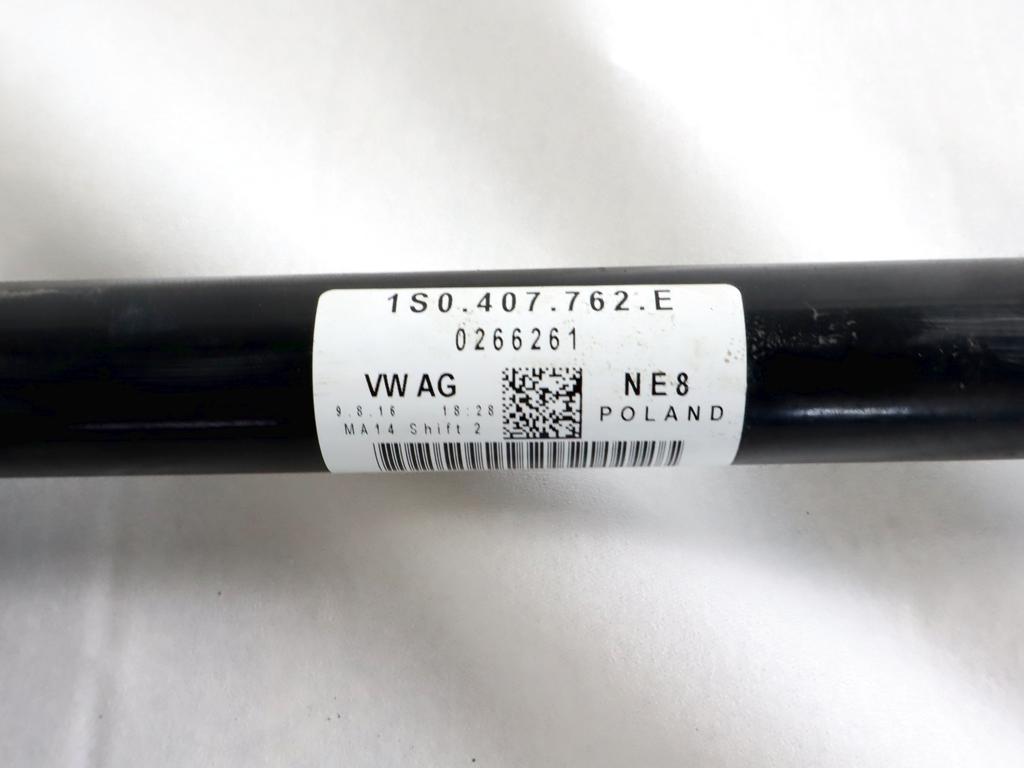 1S0.407.762.E
0266261
VW AG
NE8
9.8.16 18:28
POLAND
MA14 Shift 2